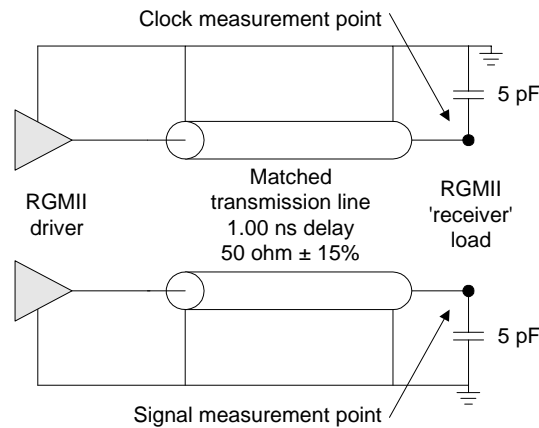 Clock measurement point
5 pF
RGMII
driver
Matched
transmission line
1.00 ns delay
50 ohm ± 15%
RGMII
'receiver'
load
5 pF
Signal measurement point